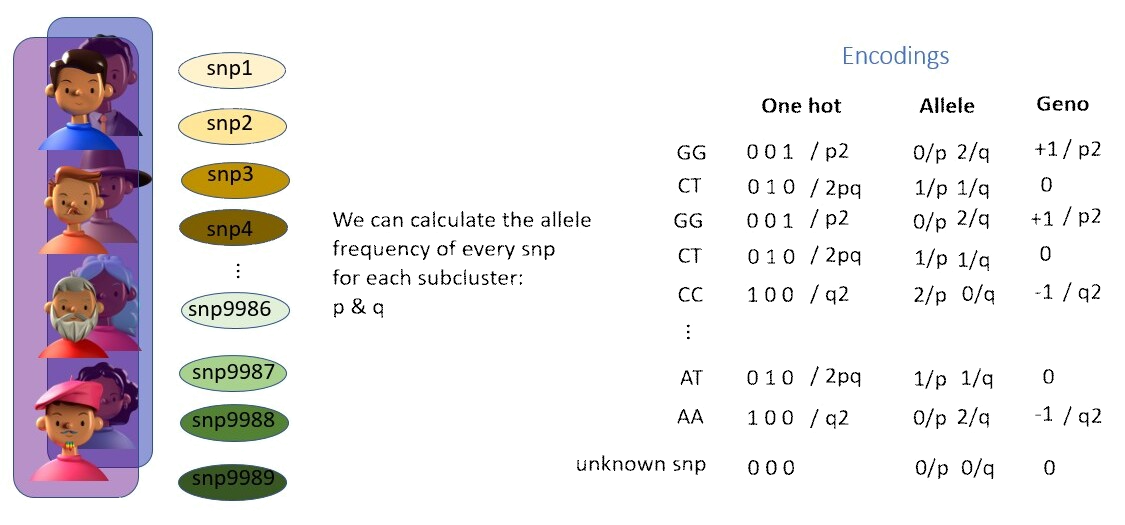 snp1
snp2
snp3
snp4
⋮
snp9986
snp9987
snp9988
snp9989
We can calculate the allele
frequency of every snp
for each subcluster:
p & q
Encodings
One hot Allele Geno
GG 0 0 1 / p2 0/p 2/q +1 / p2
CT 0 1 0 / 2pq 1/p 1/q 0
GG 0 0 1 / p2 0/p 2/q +1 / p2
CT 0 1 0 / 2pq 1/p 1/q 0
CC 1 0 0 / q2 2/p 0/q -1 / q2
⋮
AT 0 1 0 / 2pq 1/p 1/q 0
AA 1 0 0 / q2 0/p 2/q -1 / q2
unknown snp 0 0 0 0/p 0/q 0